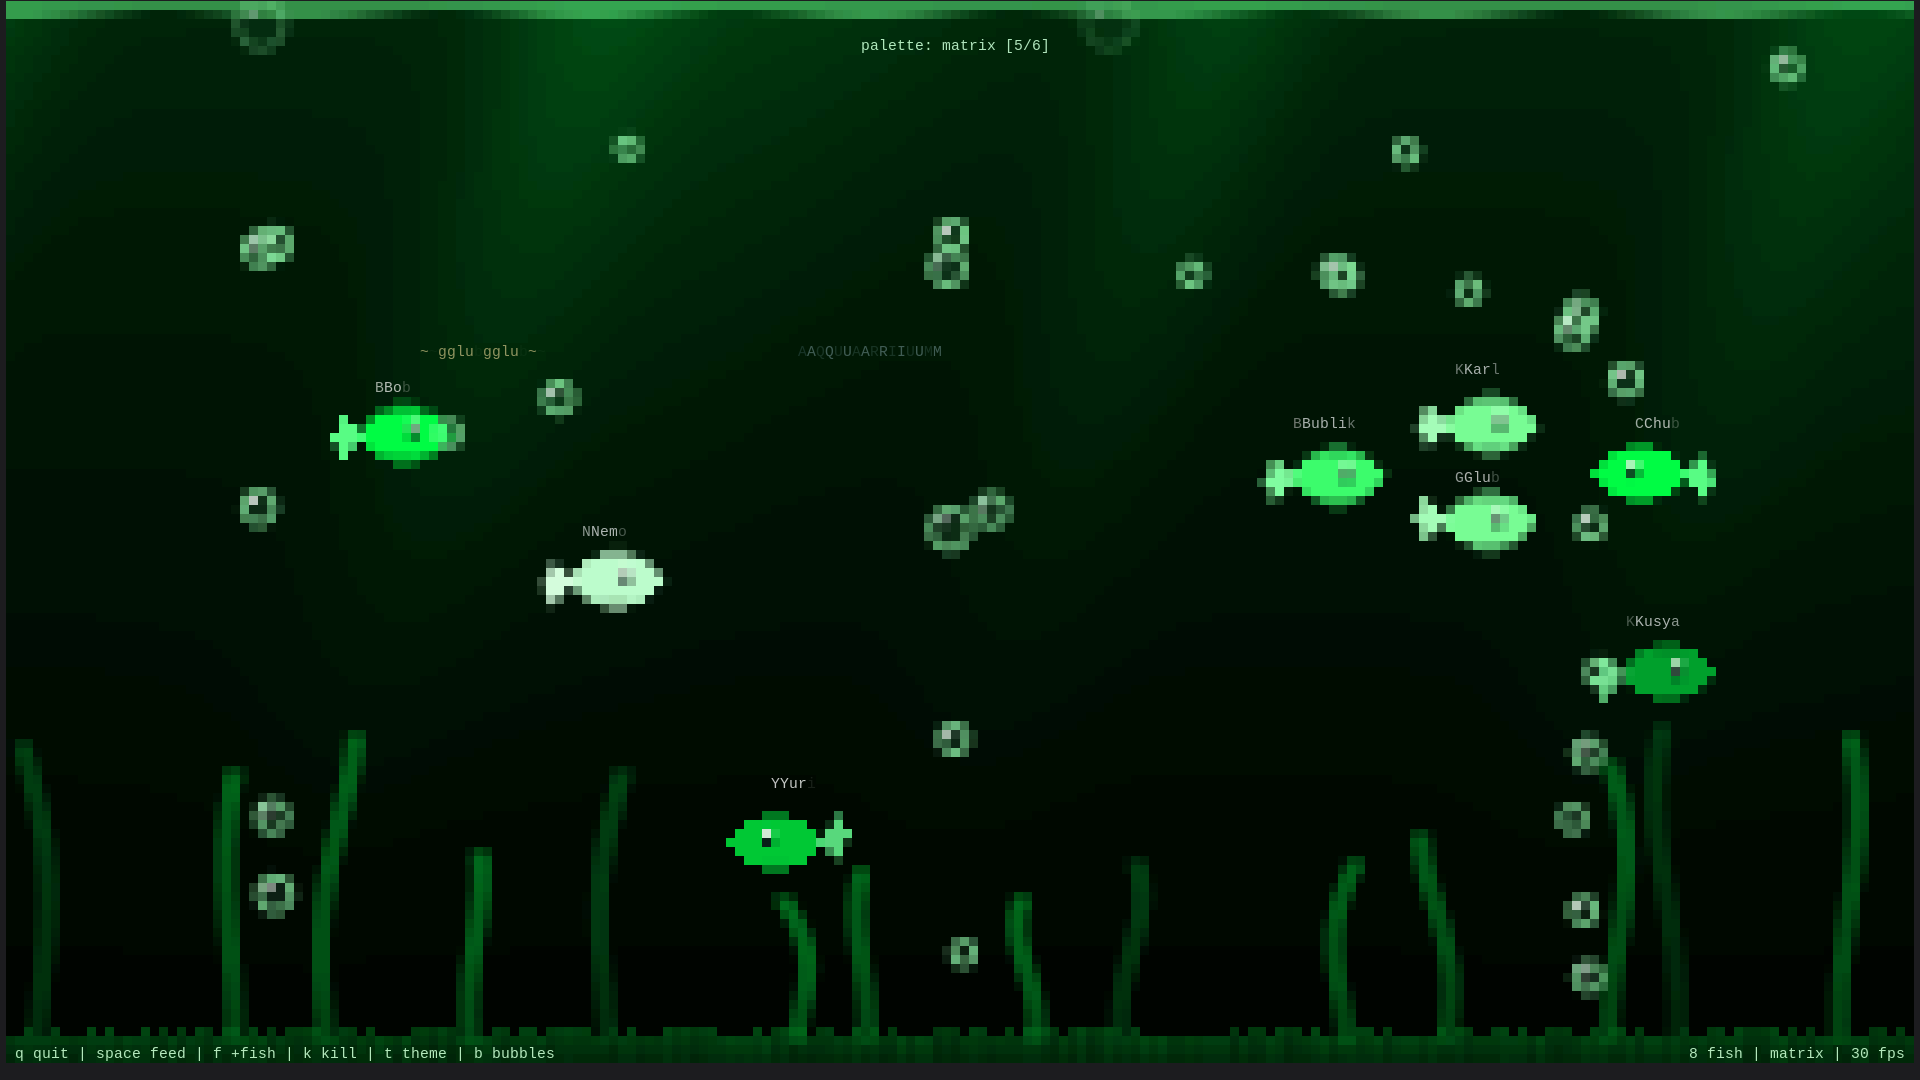 palette: matrix [5/6]
~ gglu gglu ~
AAQQUUAARRIIUUMM
KKarl
BBob
BBublik
CChub
GGlub
NNemo
KKusya
YYuri
q quit | space feed | f +fish | k kill | t theme | b bubbles
8 fish | matrix | 30 fps